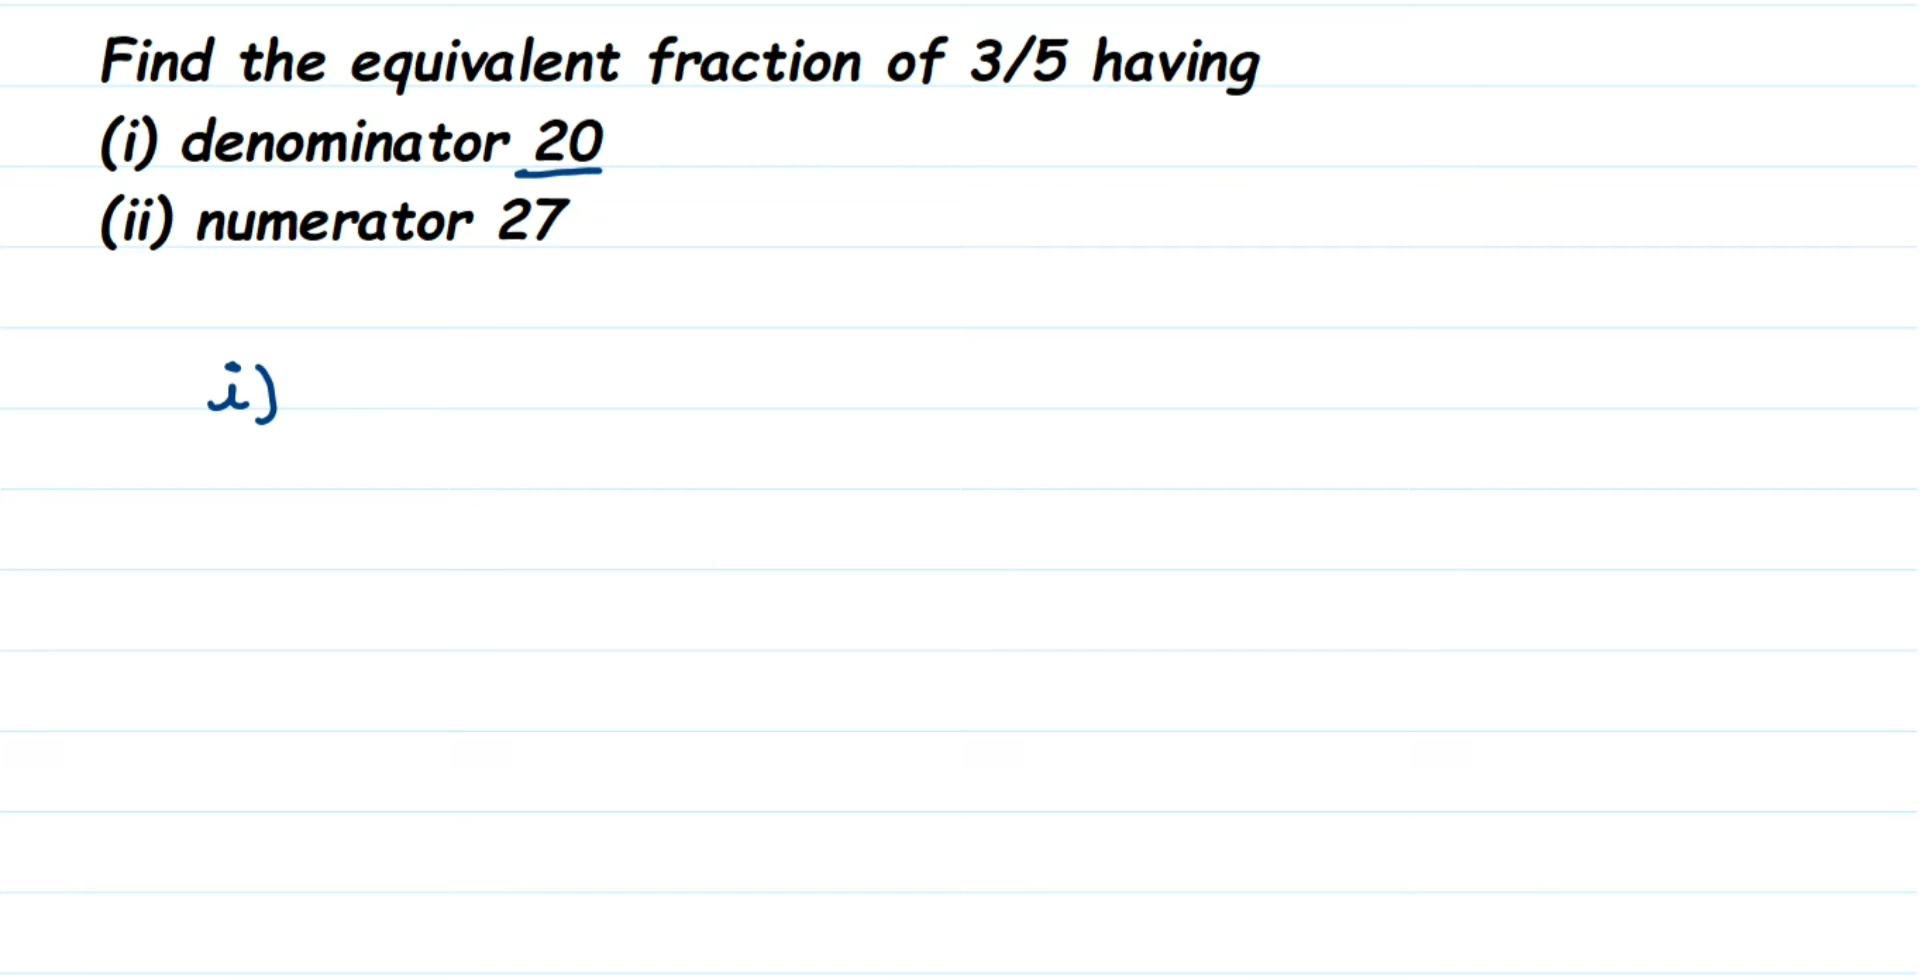 Find the equivalent fraction of 3/5 having
(i) denominator 20
(ii) numerator 27
i)